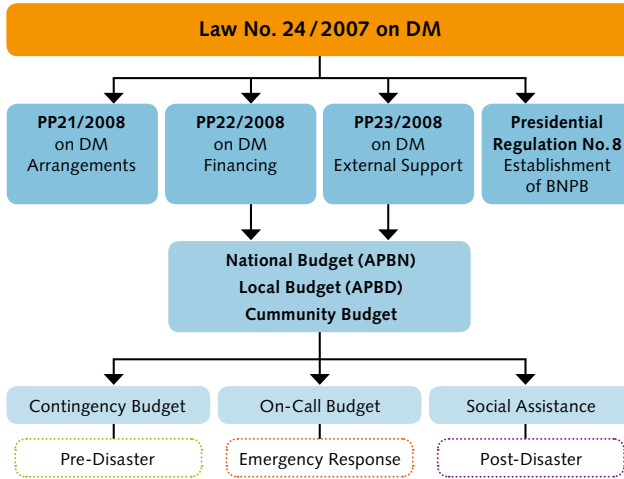 Law No. 24/2007 on DM
PP21/2008
on DM
Arrangements
PP22/2008
on DM
Financing
PP23/2008
on DM
External Support
Presidential
Regulation No. 8
Establishment
of BNPB
National Budget (APBN)
Local Budget (APBD)
Cummunity Budget
Contingency Budget
On-Call Budget
Social Assistance
Pre-Disaster
Emergency Response
Post-Disaster